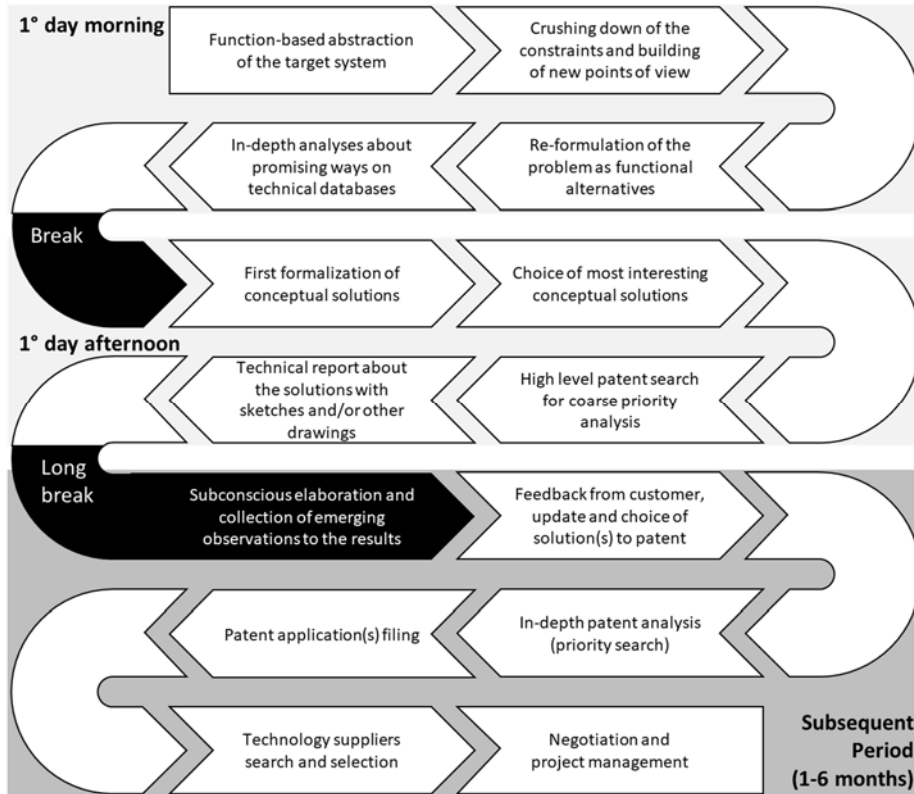 1° day morning
Function-based abstraction
of the target system
Crushing down of the
constraints and building
of new points of view
Re-formulation of the
problem as functional
alternatives
In-depth analyses about
promising ways on
technical databases
Break
First formalization of
conceptual solutions
Choice of most interesting
conceptual solutions
1° day afternoon
High level patent search
for coarse priority
analysis
Technical report about
the solutions with
sketches and/or other
drawings
Long
break
Subconscious elaboration and
collection of emerging
observations to the results
Feedback from customer,
update and choice of
solution(s) to patent
In-depth patent analysis
(priority search)
Patent application(s) filing
Technology suppliers
search and selection
Negotiation and
project management
Subsequent
Period
(1-6 months)